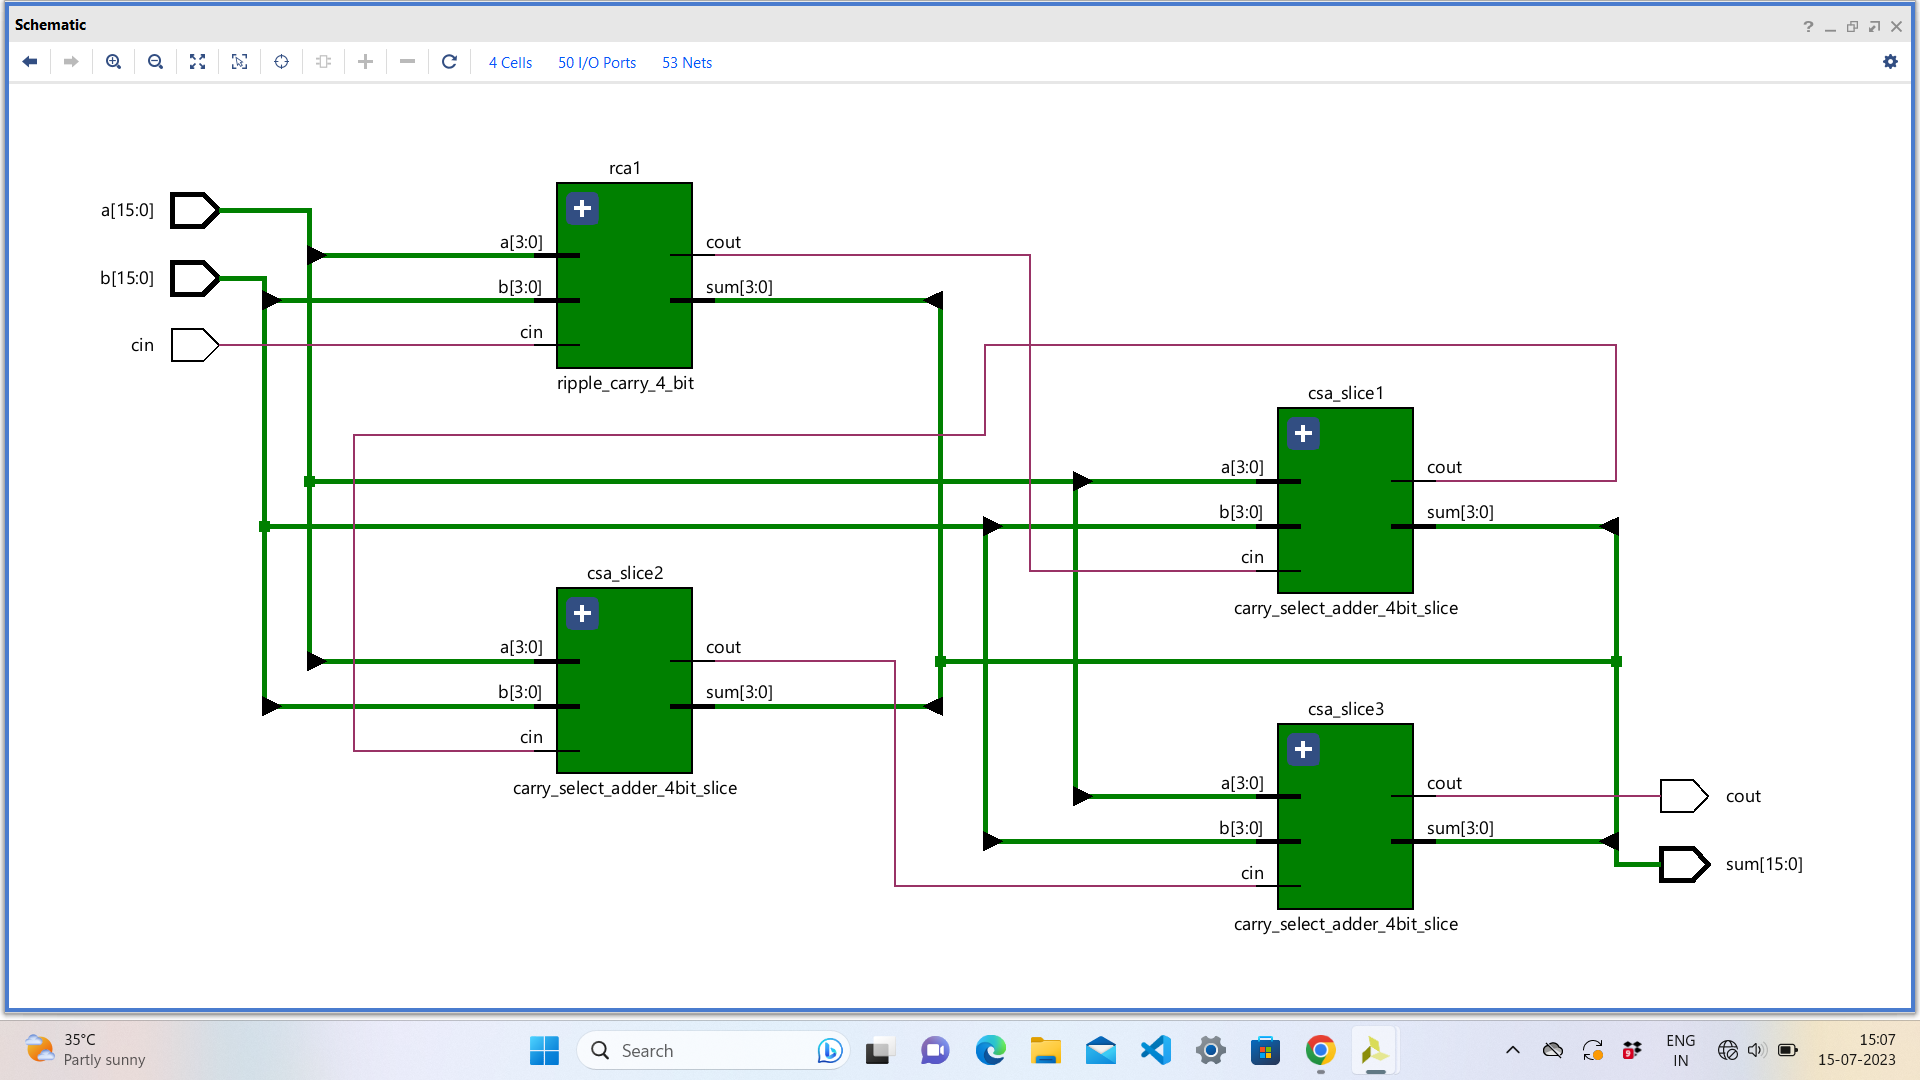 Schematic
4 Cells
50 I/O Ports
53 Nets
rca1
a[15:0]
b[15:0]
cin
a[3:0]
b[3:0]
cin
cout
sum[3:0]
ripple_carry_4_bit
csa_slice1
a[3:0]
b[3:0]
cin
cout
sum[3:0]
carry_select_adder_4bit_slice
csa_slice2
a[3:0]
b[3:0]
cin
cout
sum[3:0]
carry_select_adder_4bit_slice
csa_slice3
a[3:0]
b[3:0]
cin
cout
sum[3:0]
carry_select_adder_4bit_slice
cout
sum[15:0]
35°C
Partly sunny
Search
9
ENG
IN
15:07
15-07-2023